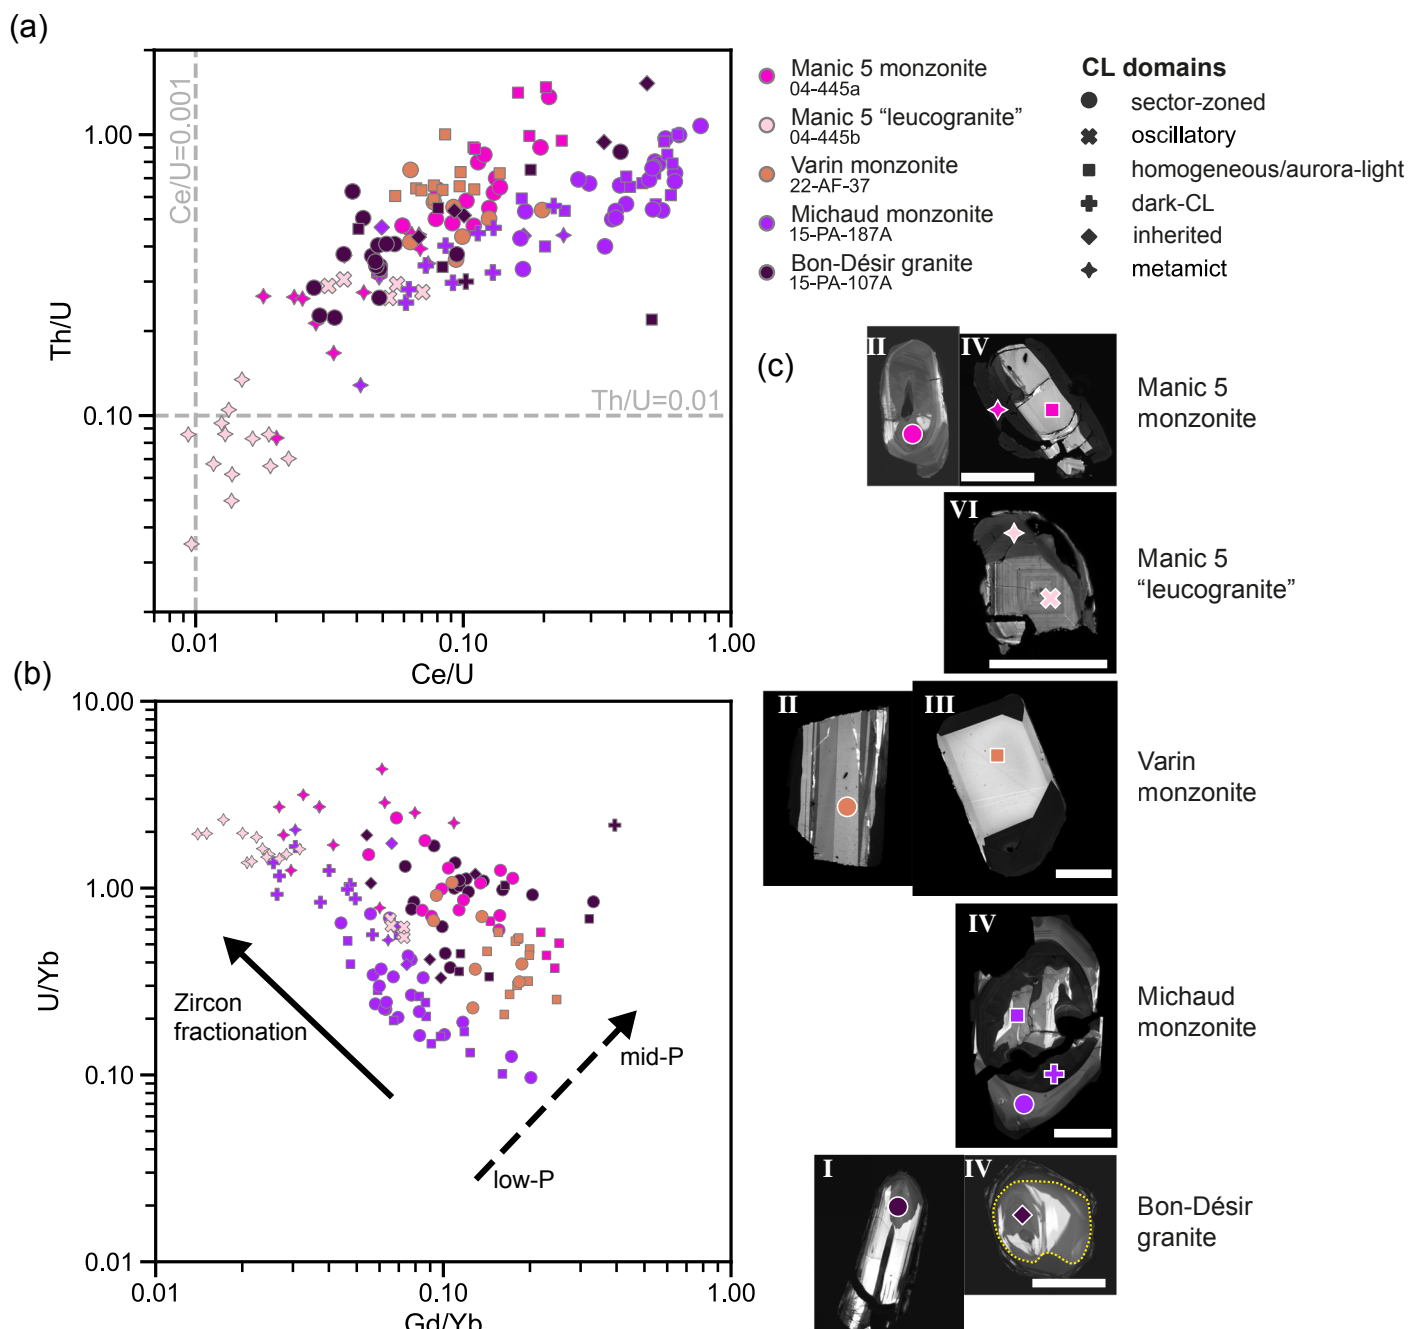 (a)
Ce/U=0.001
Th/U=0.01
1.00
0.10
Th/U
0.01
0.10
1.00
Ce/U
Manic 5 monzonite
04-445a
Manic 5 “leucogranite”
04-445b
Varin monzonite
22-AF-37
Michaud monzonite
15-PA-187A
Bon-Désir granite
15-PA-107A
CL domains
sector-zoned
oscillatory
homogeneous/aurora-light
dark-CL
inherited
metamict
(b)
10.00
1.00
0.10
0.01
U/Yb
Zircon
fractionation
mid-P
low-P
0.01
0.10
1.00
Gd/Yb
(c)
II
IV
Manic 5
monzonite
VI
Manic 5
“leucogranite”
II
III
Varin
monzonite
IV
Michaud
monzonite
I
IV
Bon-Désir
granite